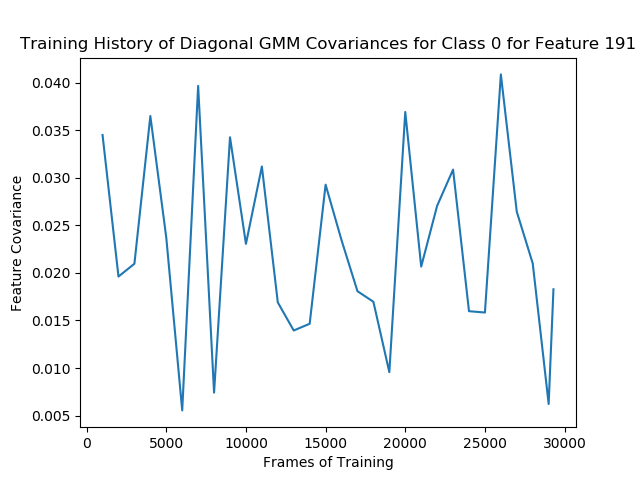 Training History of Diagonal GMM Covariances for Class 0 for Feature 191
0.040
0.035
0.030
0.025
0.020
0.015
0.010
0.005
Feature Covariance
0 5000 10000 15000 20000 25000 30000
Frames of Training